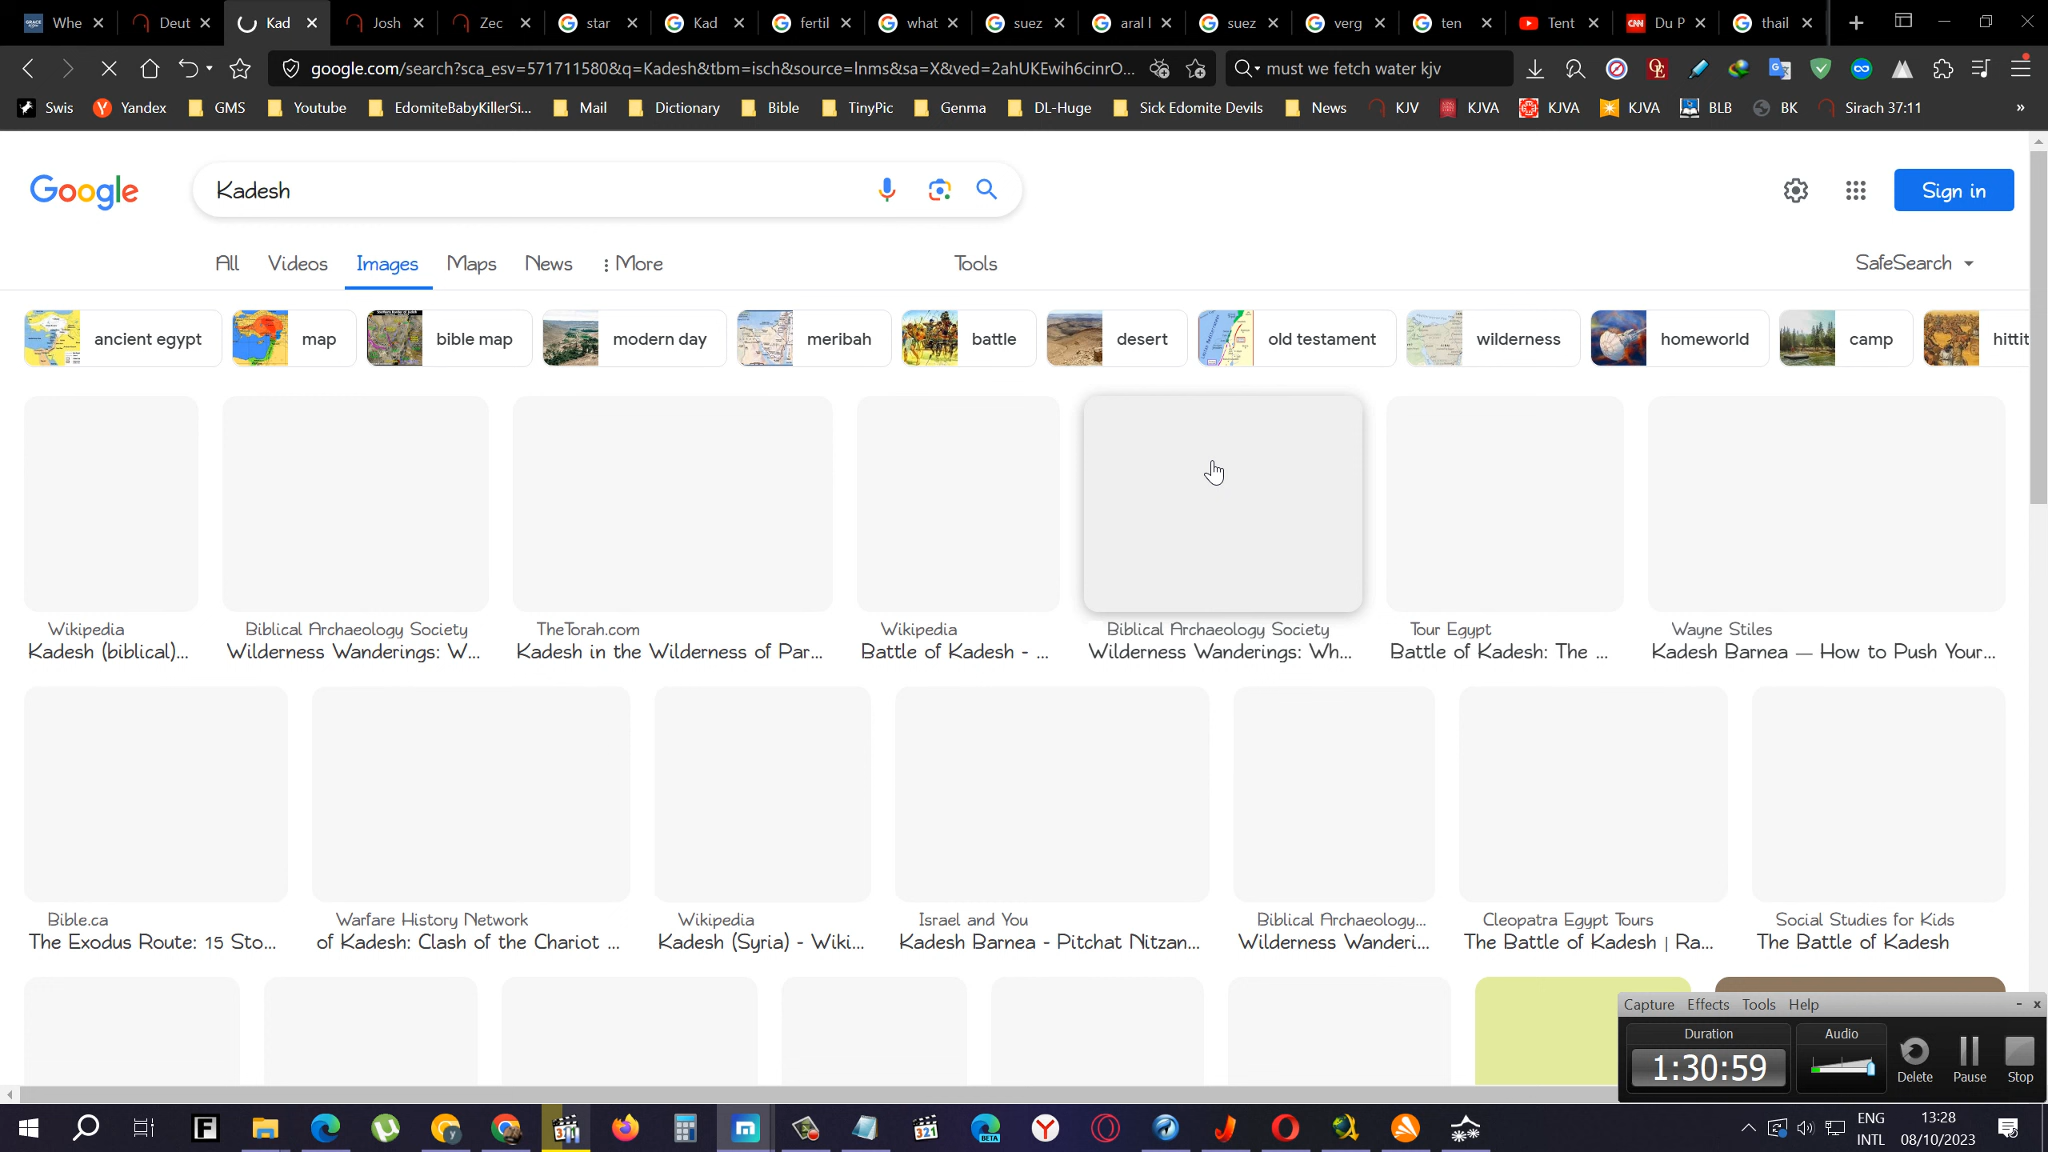 Whe
Deut
Kad
Josh
Zec
star
Kad
fertil
what
suez
aral l
suez
verg
ten
Tent
CNN
Du P
thail
google.com/search?sca_esv=571711580&q=Kadesh&tbm=isch&source=lnms&sa=X&ved=2ahUKEwih6cinrO...
must we fetch water kjv
Swis
Yandex
GMS
Youtube
EdomiteBabyKillerSi...
Mail
Dictionary
Bible
TinyPic
Genma
DL-Huge
Sick Edomite Devils
News
KJV
KJVA
KJVA
KJVA
BLB
BK
Sirach 37:11
Google
Kadesh
Sign in
All
Videos
Images
Maps
News
More
Tools
SafeSearch
ancient egypt
map
bible map
modern day
meribah
battle
desert
old testament
wilderness
homeworld
camp
hittit
Wikipedia
Kadesh (biblical)...
Biblical Archaeology Society
Wilderness Wanderings: W...
TheTorah.com
Kadesh in the Wilderness of Par...
Wikipedia
Battle of Kadesh - ...
Biblical Archaeology Society
Wilderness Wanderings: Wh...
Tour Egypt
Battle of Kadesh: The ...
Wayne Stiles
Kadesh Barnea — How to Push Your...
Bible.ca
The Exodus Route: 15 Sto...
Warfare History Network
of Kadesh: Clash of the Chariot ...
Wikipedia
Kadesh (Syria) - Wiki...
Israel and You
Kadesh Barnea - Pitchat Nitzan...
Biblical Archaeology...
Wilderness Wanderi...
Cleopatra Egypt Tours
The Battle of Kadesh | Ra...
Social Studies for Kids
The Battle of Kadesh
Capture Effects Tools Help
Duration
1:30:59
Audio
Delete
Pause
Stop
ENG
INTL
13:28
08/10/2023